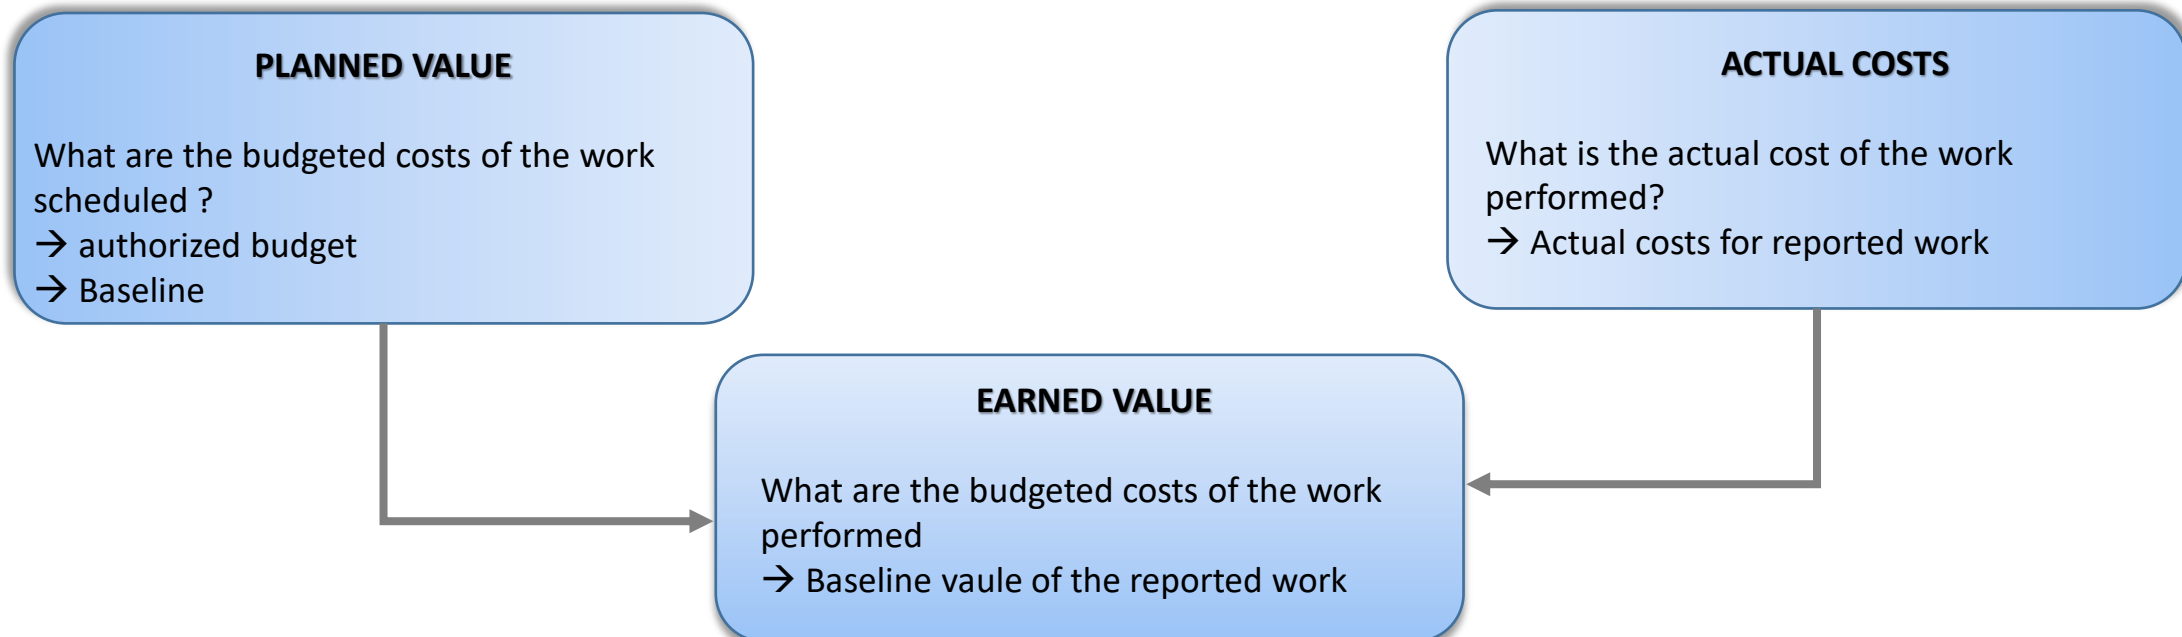 PLANNED VALUE
What are the budgeted costs of the work
scheduled ?
→ authorized budget
→ Baseline
ACTUAL COSTS
What is the actual cost of the work
performed?
→ Actual costs for reported work
EARNED VALUE
What are the budgeted costs of the work
performed
→ Baseline vaule of the reported work